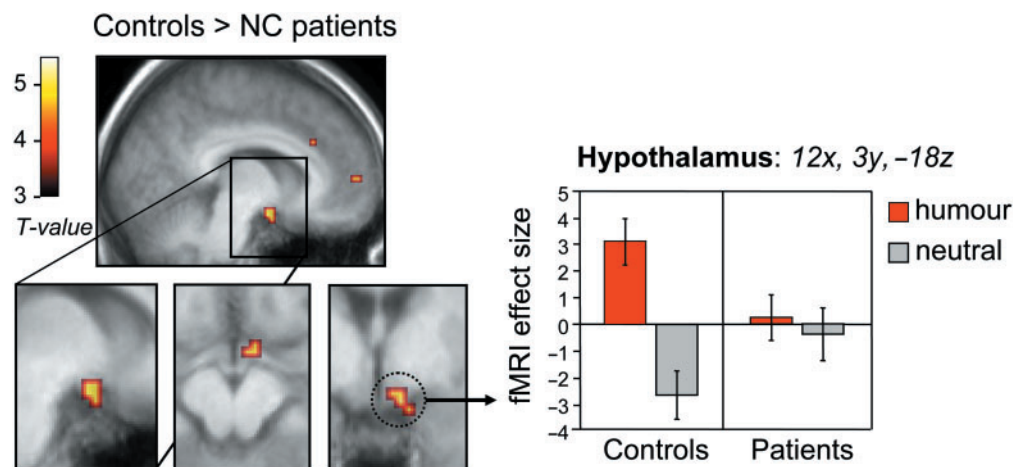 Controls > NC patients
5
4
3
T-value
Hypothalamus: 12x, 3y, –18z
fMRI effect size
5
4
3
2
1
0
–1
–2
–3
–4
Controls
Patients
humour
neutral